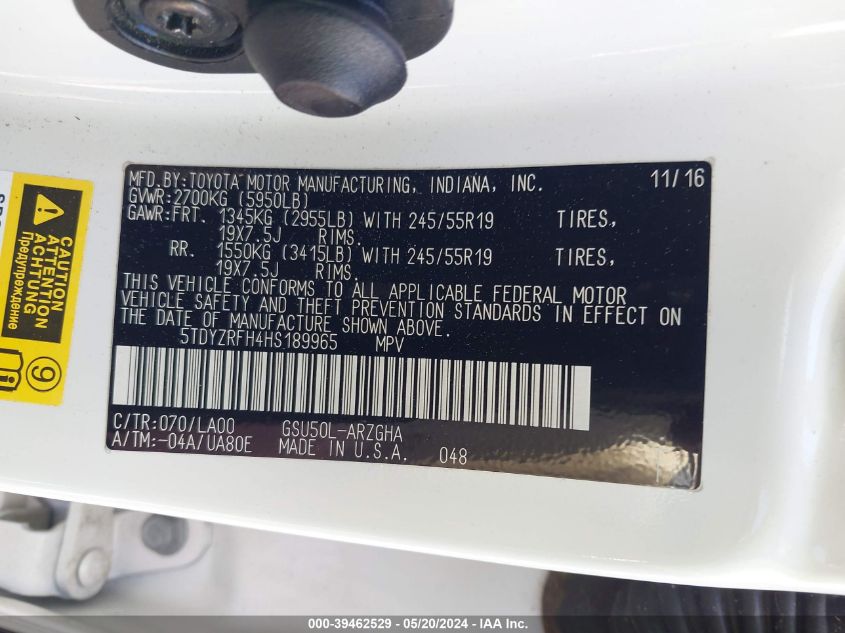 MFD.BY:TOYOTA MOTOR MANUFACTURING, INDIANA, INC. 11/16
GVWR:2700KG (5950LB)
GAWR:FRT. 1345KG (2955LB) WITH 245/55R19 TIRES,
19X7.5J RIMS.
RR. 1550KG (3415LB) WITH 245/55R19 TIRES,
19X7.5J RIMS.
THIS VEHICLE CONFORMS TO ALL APPLICABLE FEDERAL MOTOR
VEHICLE SAFETY AND THEFT PREVENTION STANDARDS IN EFFECT ON
THE DATE OF MANUFACTURE SHOWN ABOVE.
5TDYZRFH4HS189965 MPV
C/TR:070/LA00 GSU50L-ARZGHA
A/TM:-04A/UA80E MADE IN U.S.A. 048
CAUTION
ATTENTION
ACHTUNG
Предупреждение
9
000-39462529 - 05/20/2024 - IAA Inc.